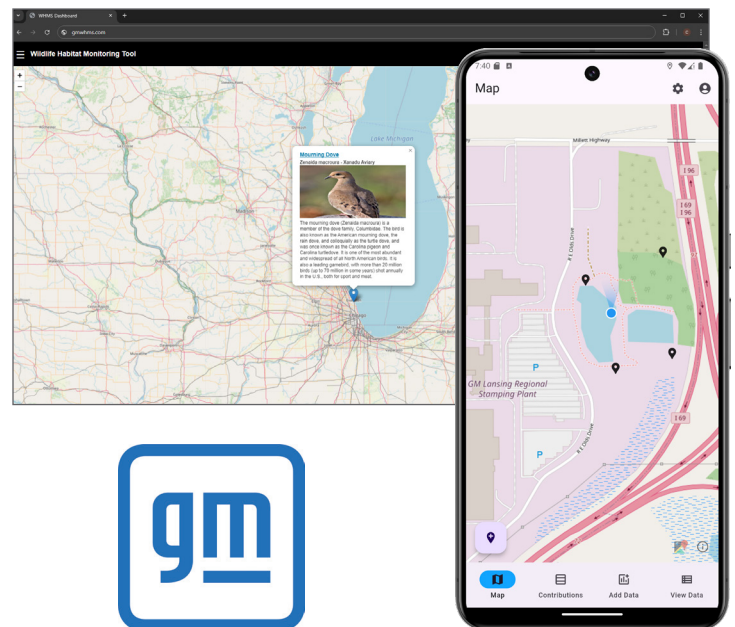 WHMS Dashboard
gmwhms.com
Wildlife Habitat Monitoring Tool
+
−
Lake Michigan
Mourning Dove
Zenaida macroura - Xanadu Aviary
The mourning dove (Zenaida macroura) is a
member of the dove family, Columbidae. The bird is
also known as the American mourning dove, the
rain dove, and colloquially as the turtle dove, and
was once known as the Carolina pigeon and
Carolina turtledove. It is one of the most abundant
and widespread of all North American birds. It is
also a leading gamebird, with more than 20 million
birds (up to 70 million in some years) shot annually
in the U.S., both for sport and meat.
Chicago
7:40
Map
Millett Highway
I 96
I 69
I 96
R E Olds Drive
P
GM Lansing Regional
Stamping Plant
R E Olds Drive
P
I 69
Map
Contributions
Add Data
View Data
gm